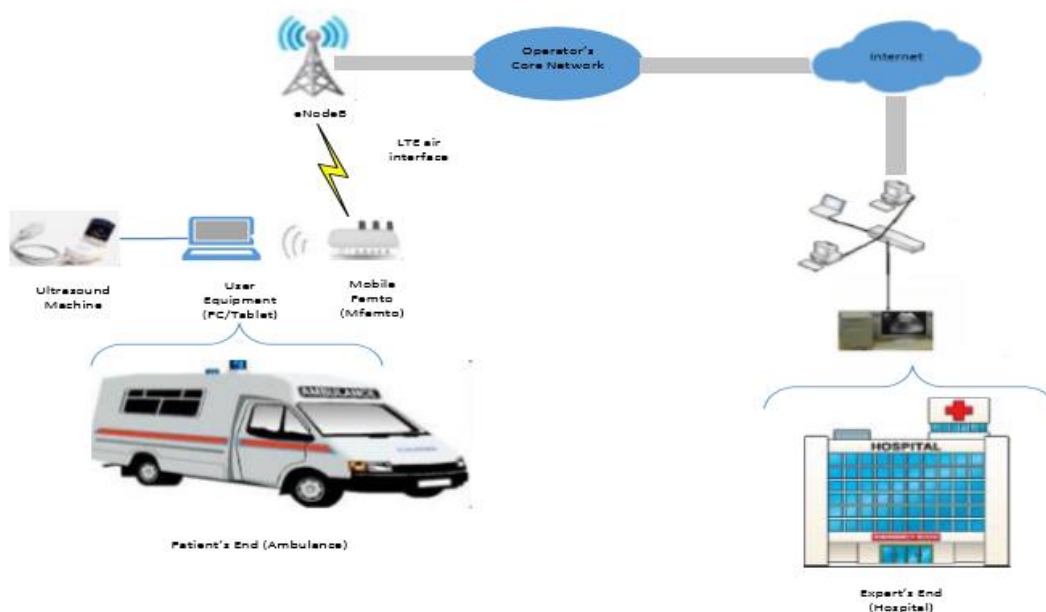 Operator's
Core Network
Internet
eNodeB
LTE air
interface
Ultrasound
Machine
User
Equipment
(PC/Tablet)
Mobile
Femto
(Mfemto)
AMBULANCE
Patient's End (Ambulance)
HOSPITAL
Expert's End
(Hospital)